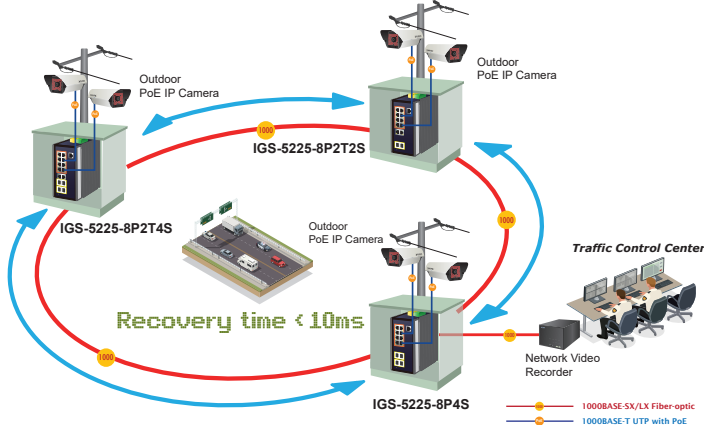 Outdoor
PoE IP Camera
Outdoor
PoE IP Camera
1000
IGS-5225-8P2T2S
IGS-5225-8P2T4S
1000
Outdoor
PoE IP Camera
Traffic Control Center
Recovery time < 10ms
1000
1000
Network Video
Recorder
IGS-5225-8P4S
1000BASE-SX/LX Fiber-optic
1000BASE-T UTP with PoE